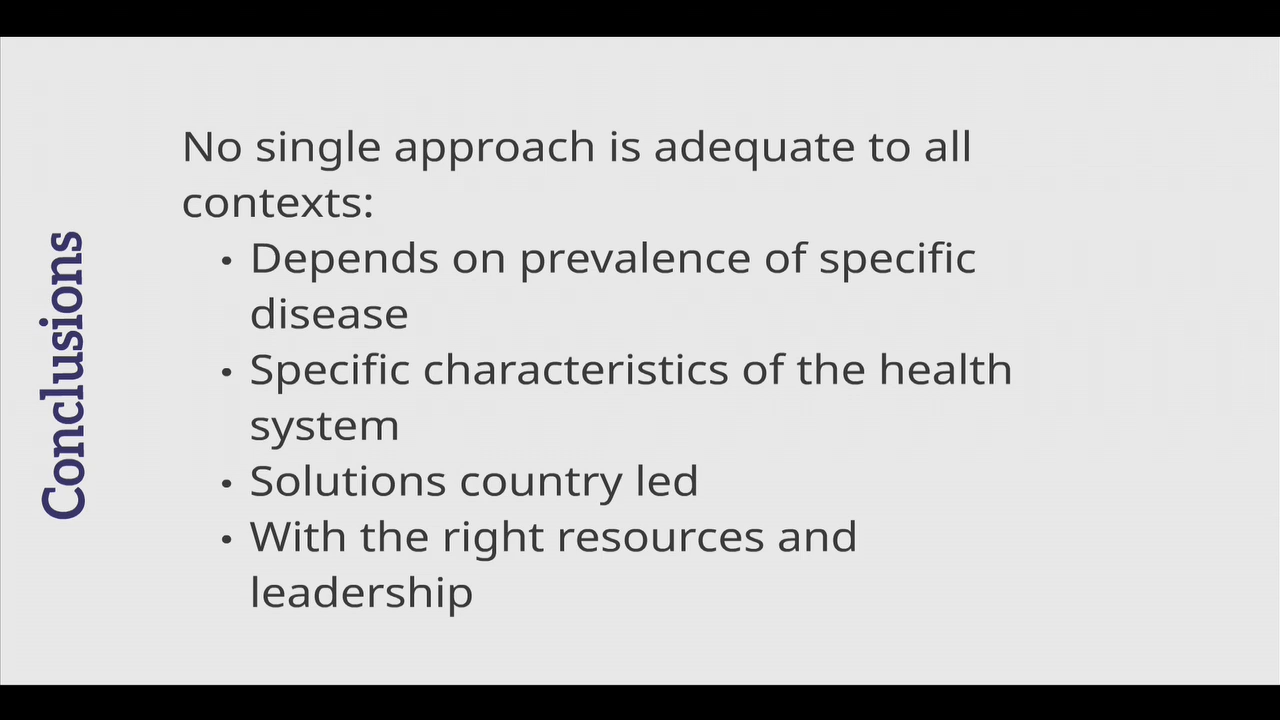 Conclusions
No single approach is adequate to all
contexts:
• Depends on prevalence of specific
disease
• Specific characteristics of the health
system
• Solutions country led
• With the right resources and
leadership